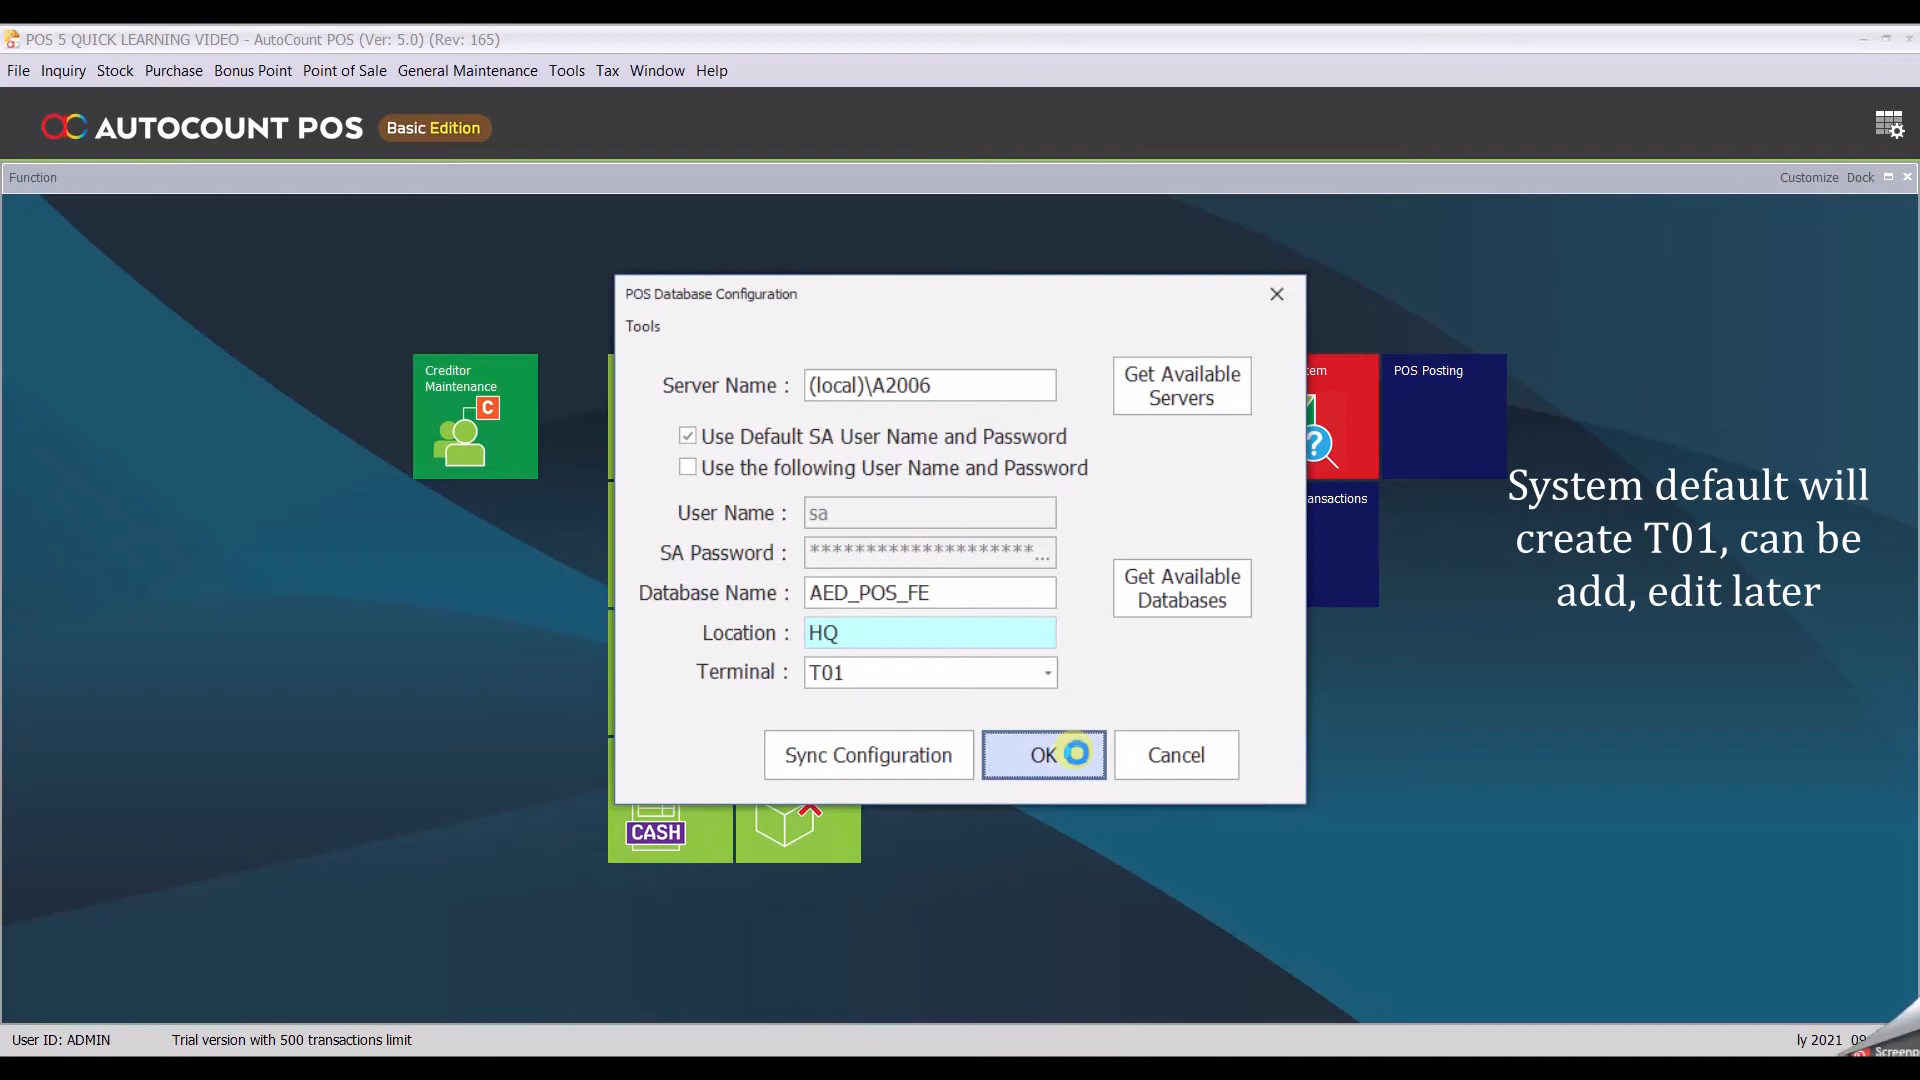 POS 5 QUICK LEARNING VIDEO - AutoCount POS (Ver: 5.0) (Rev: 165)
File Inquiry Stock Purchase Bonus Point Point of Sale General Maintenance Tools Tax Window Help
AUTOCOUNT POS Basic Edition
Function Customize Dock
POS Database Configuration
Tools
Server Name : (local)\A2006
Get Available
Servers
Use Default SA User Name and Password
Use the following User Name and Password
User Name : sa
SA Password : ********************...
Database Name : AED_POS_FE
Get Available
Databases
Location : HQ
Terminal : T01
Sync Configuration OK Cancel
Creditor
Maintenance
C
POS Posting
CASH
System default will
create T01, can be
add, edit later
User ID: ADMIN Trial version with 500 transactions limit
2021